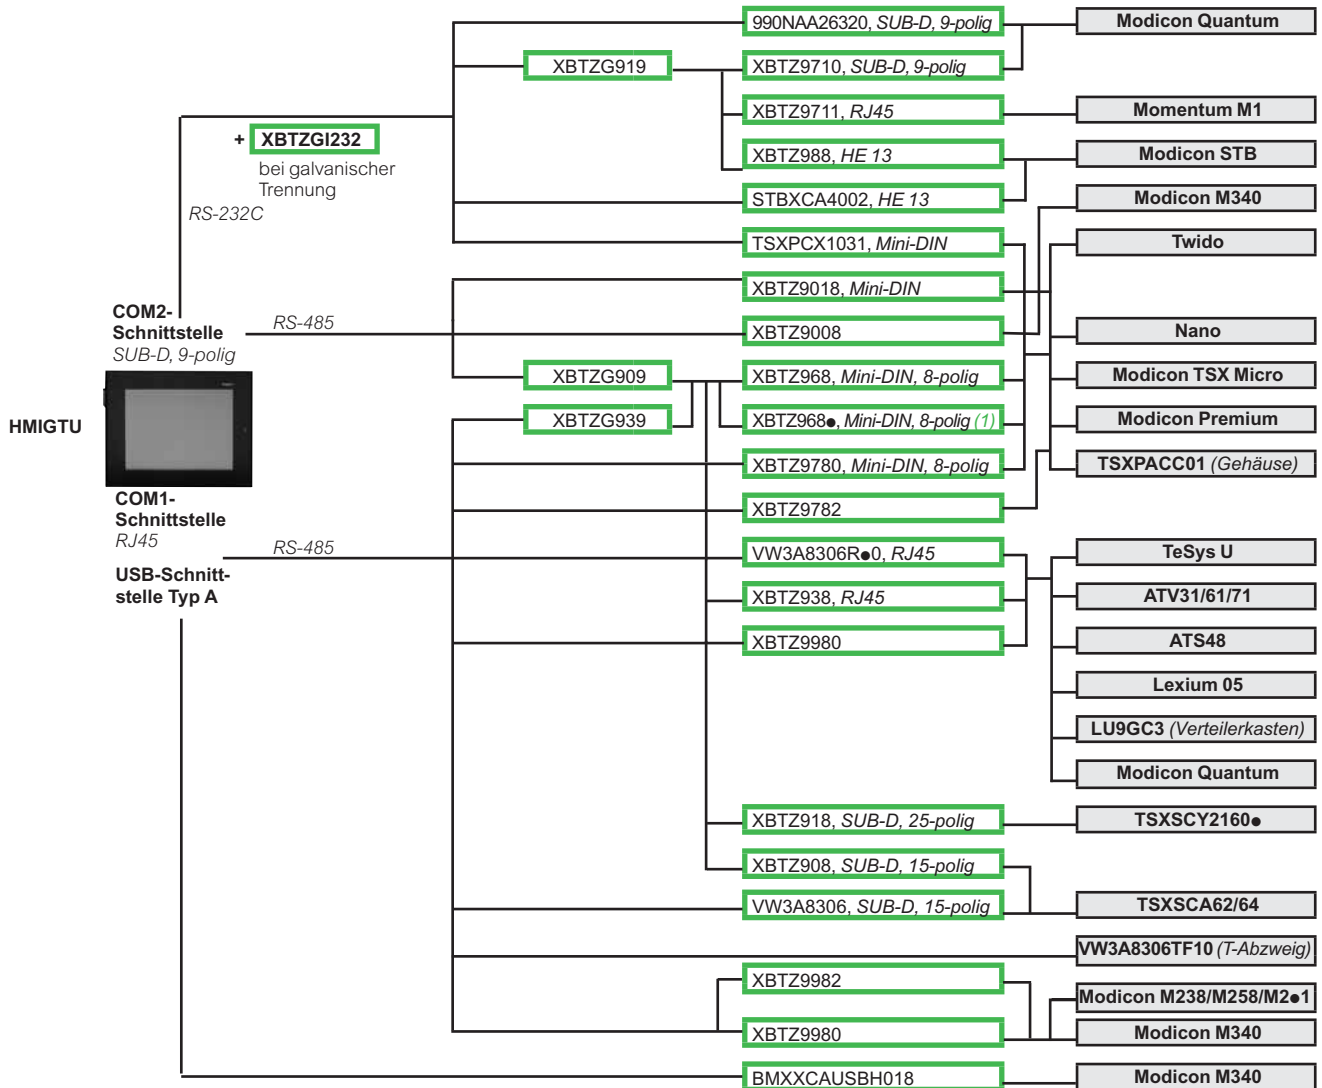 990NAA26320, SUB-D, 9-polig
Modicon Quantum
XBTZG919
XBTZ9710, SUB-D, 9-polig
XBTZ9711, RJ45
Momentum M1
+ XBTZGI232
bei galvanischer
Trennung
XBTZ988, HE 13
Modicon STB
RS-232C
STBXCA4002, HE 13
Modicon M340
TSXPCX1031, Mini-DIN
Twido
XBTZ9018, Mini-DIN
COM2-
Schnittstelle
SUB-D, 9-polig
RS-485
XBTZ9008
Nano
XBTZG909
XBTZ968, Mini-DIN, 8-polig
Modicon TSX Micro
HMIGTU
XBTZG939
XBTZ968●, Mini-DIN, 8-polig (1)
Modicon Premium
XBTZ9780, Mini-DIN, 8-polig
TSXPACC01 (Gehäuse)
COM1-
Schnittstelle
RJ45
XBTZ9782
RS-485
VW3A8306R●0, RJ45
TeSys U
USB-Schnitt-
stelle Typ A
XBTZ938, RJ45
ATV31/61/71
XBTZ9980
ATS48
Lexium 05
LU9GC3 (Verteilerkasten)
Modicon Quantum
XBTZ918, SUB-D, 25-polig
TSXSCY2160●
XBTZ908, SUB-D, 15-polig
VW3A8306, SUB-D, 15-polig
TSXSCA62/64
VW3A8306TF10 (T-Abzweig)
XBTZ9982
Modicon M238/M258/M2●1
XBTZ9980
Modicon M340
BMXXCAUSBH018
Modicon M340